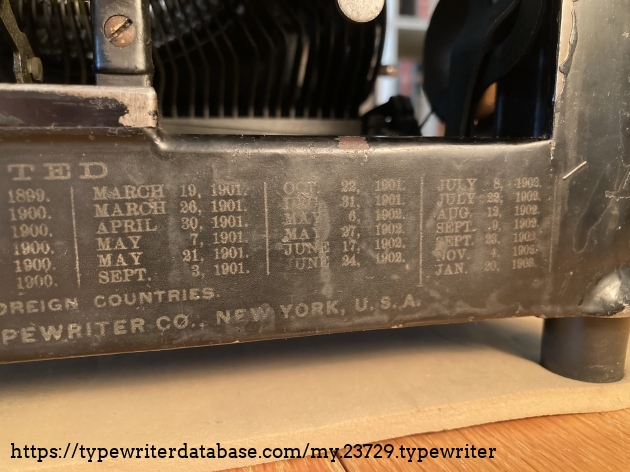 TED
1899. MARCH 19, 1901. OCT. 22, 1901. JULY 8, 1902.
1900. MARCH 26, 1901. 31, 1901. JULY 1902.
1900. APRIL 30, 1901. MAY 6, 1902. AUG. 12, 1902.
1900. MAY 7, 1901. MAY 27, 1902. SEPT. 9, 1902.
1900. MAY 21, 1901. JUNE 17, 1902. SEPT. 1902.
1900. SEPT. 3, 1901. JUNE 24, 1902. NOV. 4,
JAN. 20, 1903.
OREIGN COUNTRIES.
PEWRITER CO., NEW YORK, U.S.A.
https://typewriterdatabase.com/my.23729.typewriter